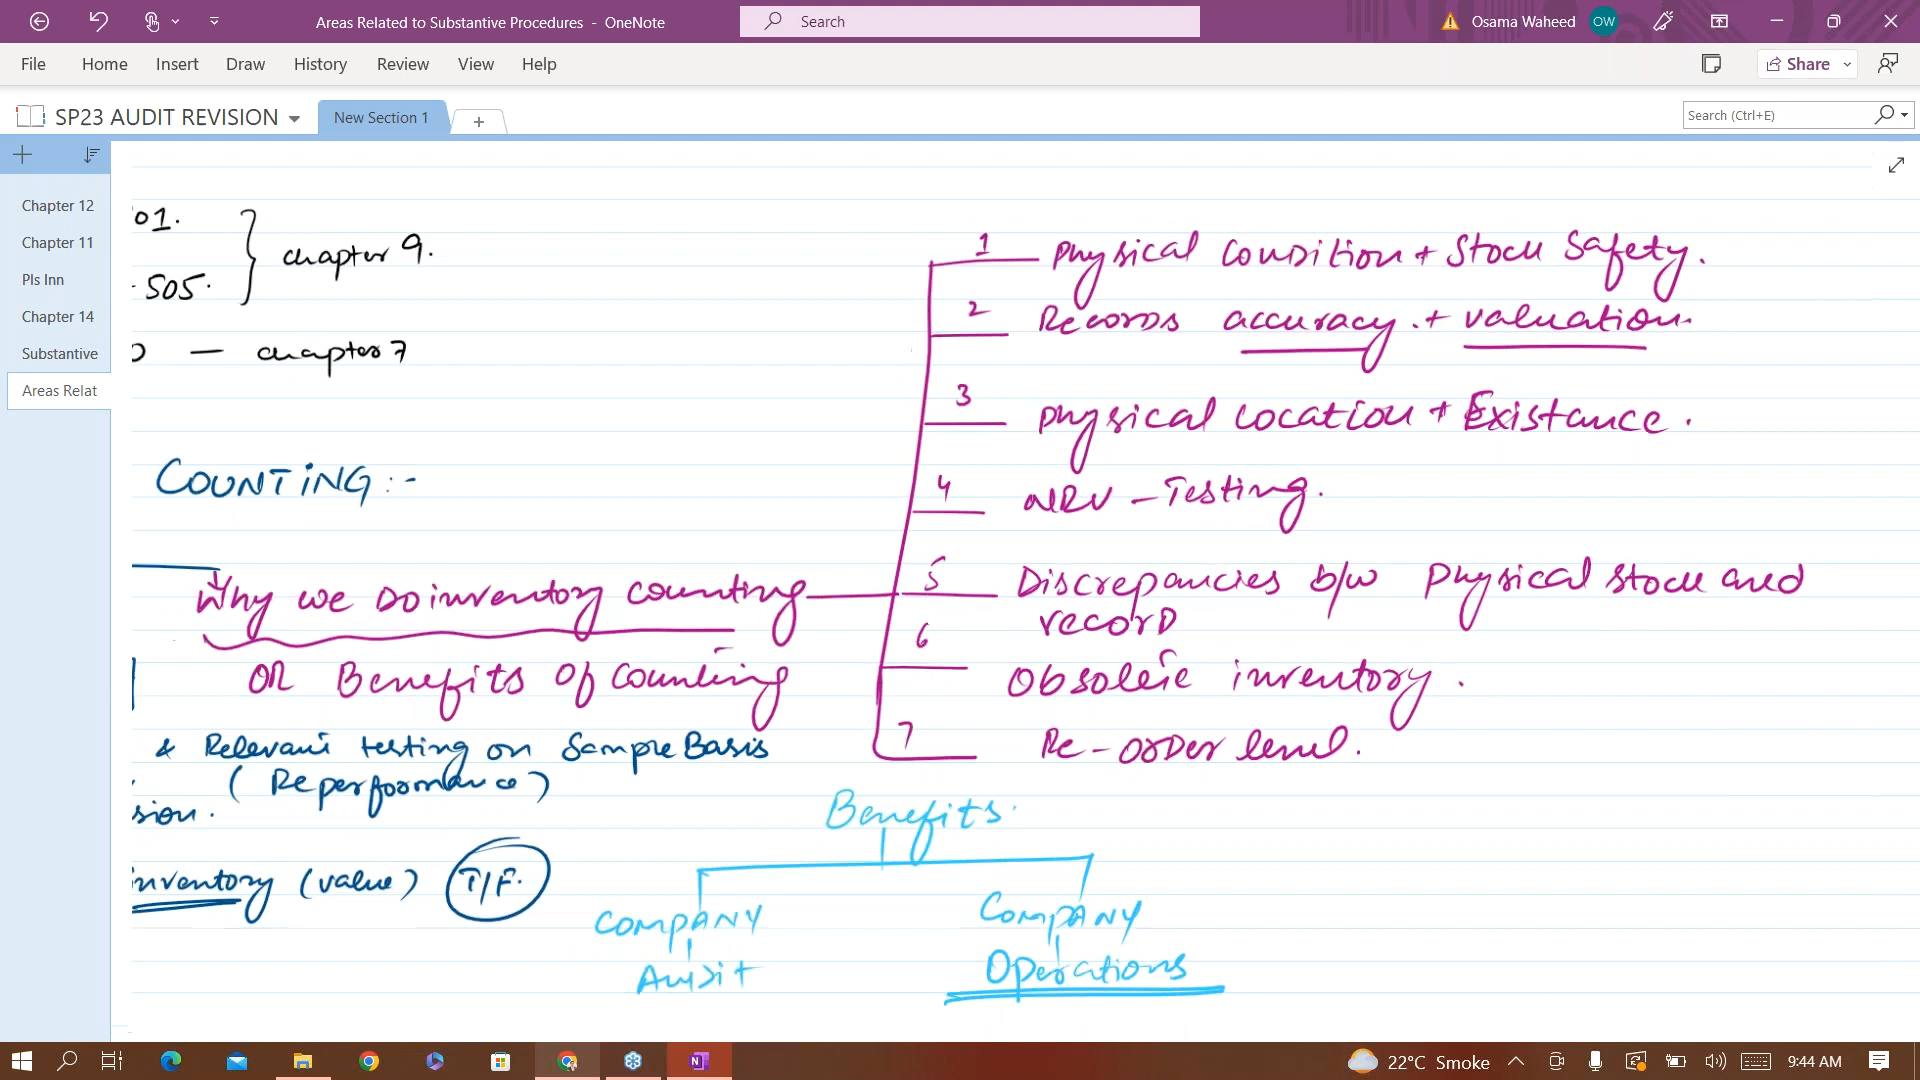 Areas Related to Substantive Procedures - OneNote
Search
Osama Waheed
OW
File Home Insert Draw History Review View Help
Share
SP23 AUDIT REVISION
New Section 1
+
Search (Ctrl+E)
Chapter 12
Chapter 11
Pls Inn
Chapter 14
Substantive
Areas Relat
01.
- 505.
chapter 9.
— chapter 7
COUNTING :-
Why we Do inventory counting
OR Benefits Of Counting
& Relevant testing on Sample Basis
(Reperformance)
sion.
inventory (value) T/F.
1 Physical Condition + Stock Safety.
2 Records accuracy. + valuation.
3 Physical Location + Existance.
4 NRV - Testing.
5 Discrepancies b/w Physical stock and
record
6 Obsolete inventory.
7 Re-order level.
Benefits.
COMPANY
Audit
COMPANY
Operations
22°C Smoke
9:44 AM